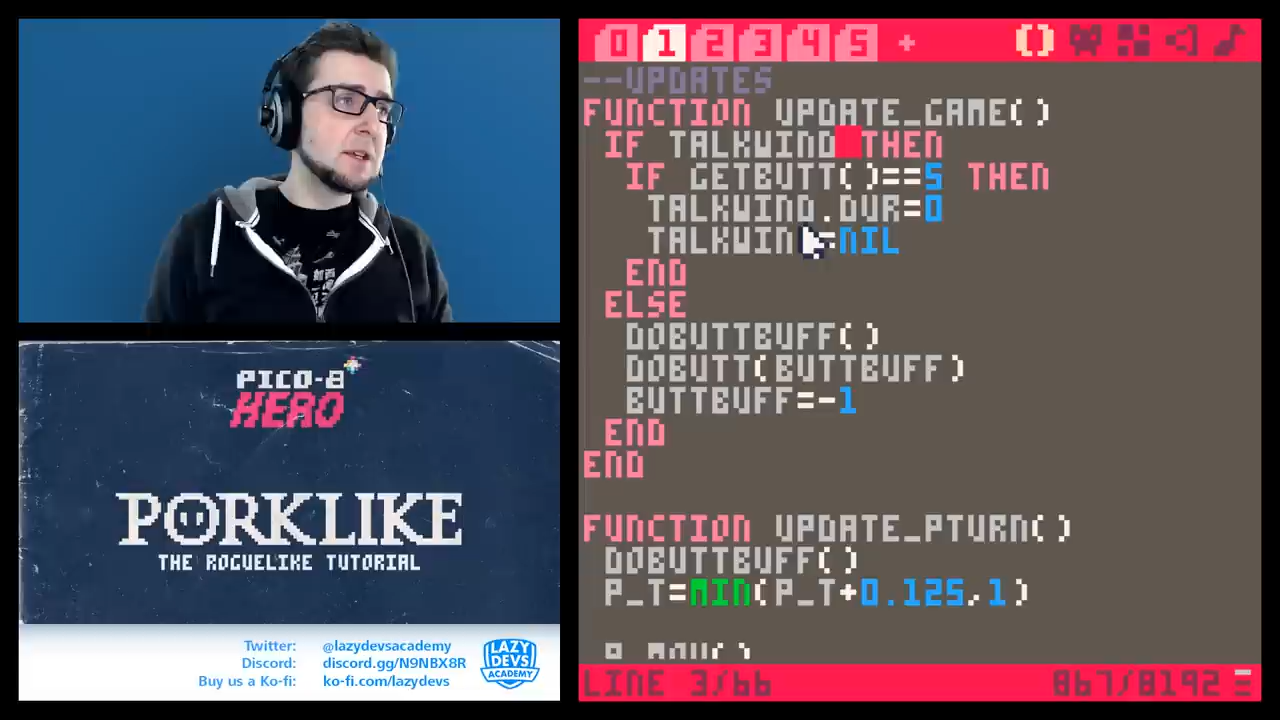 0 1 2 3 4 5 +
--UPDATES
FUNCTION UPDATE_GAME()
IF TALKWIND THEN
IF GETBUTT()==5 THEN
TALKWIND.DUR=0
TALKWIN=NIL
END
ELSE
DOBUTTBUFF()
DOBUTT(BUTTBUFF)
BUTTBUFF=-1
END
END
FUNCTION UPDATE_PTURN()
DOBUTTBUFF()
P_T=MIN(P_T+0.125,1)
LINE 3/66
867/8192
PICO-8
HERO
PORKLIKE
THE ROGUELIKE TUTORIAL
Twitter: @lazydevsacademy
Discord: discord.gg/N9NBX8R
Buy us a Ko-fi: ko-fi.com/lazydevs
LAZY
DEVS
ACADEMY